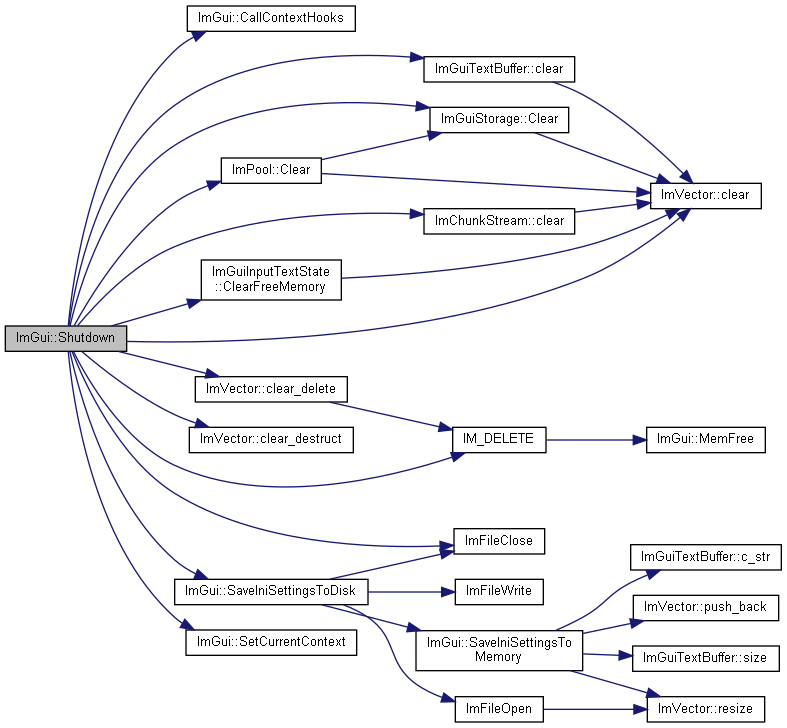 ImGui::CallContextHooks
ImGuiTextBuffer::clear
ImGuiStorage::Clear
ImPool::Clear
ImVector::clear
ImChunkStream::clear
ImGuiInputTextState
::ClearFreeMemory
ImGui::Shutdown
ImVector::clear_delete
ImVector::clear_destruct
IM_DELETE
ImGui::MemFree
ImFileClose
ImGuiTextBuffer::c_str
ImGui::SaveIniSettingsToDisk
ImFileWrite
ImVector::push_back
ImGui::SetCurrentContext
ImGui::SaveIniSettingsTo
Memory
ImGuiTextBuffer::size
ImFileOpen
ImVector::resize